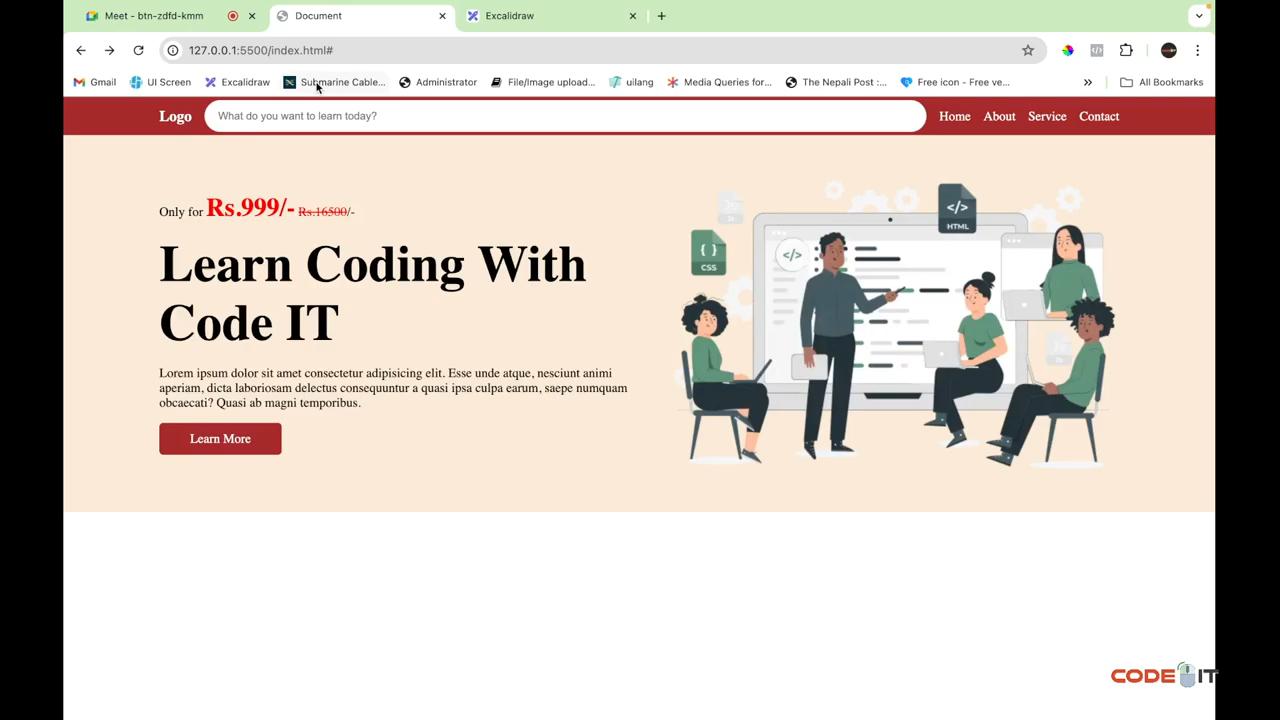 Meet - btn-zdfd-kmm
Document
Excalidraw
127.0.0.1:5500/index.html#
Gmail
UI Screen
Excalidraw
Submarine Cable...
Administrator
File/Image upload...
uilang
Media Queries for...
The Nepali Post :...
Free icon - Free ve...
»
All Bookmarks
Logo
What do you want to learn today?
Home
About
Service
Contact
Only for Rs.999/- Rs.16500/-
Learn Coding With
Code IT
Lorem ipsum dolor sit amet consectetur adipisicing elit. Esse unde atque, nesciunt animi
aperiam, dicta laboriosam delectus consequuntur a quasi ipsa culpa earum, saepe numquam
obcaecati? Quasi ab magni temporibus.
Learn More
{ }
CSS
</>
</>
HTML
CODE IT